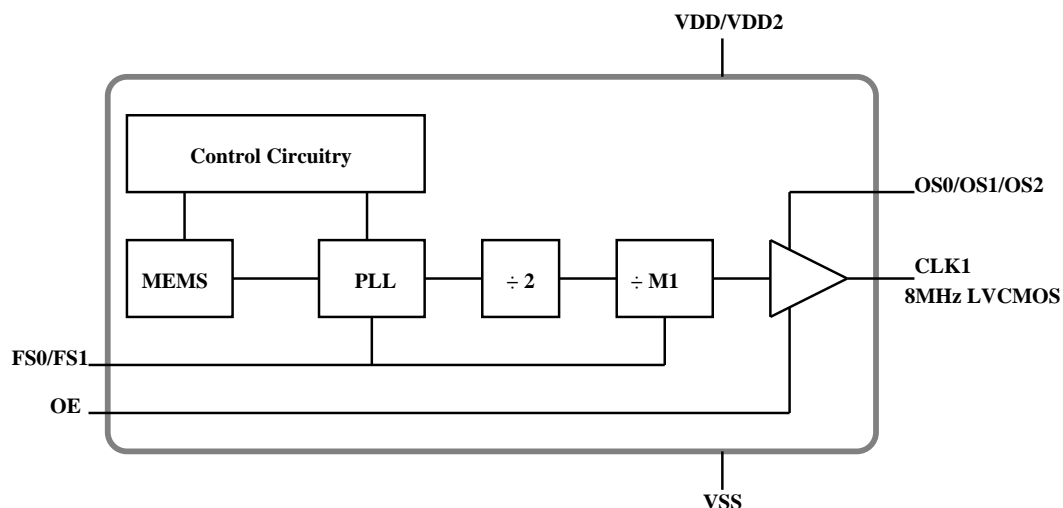 VDD/VDD2
Control Circuitry
OS0/OS1/OS2
MEMS
PLL
÷ 2
÷ M1
CLK1
8MHz LVCMOS
FS0/FS1
OE
VSS